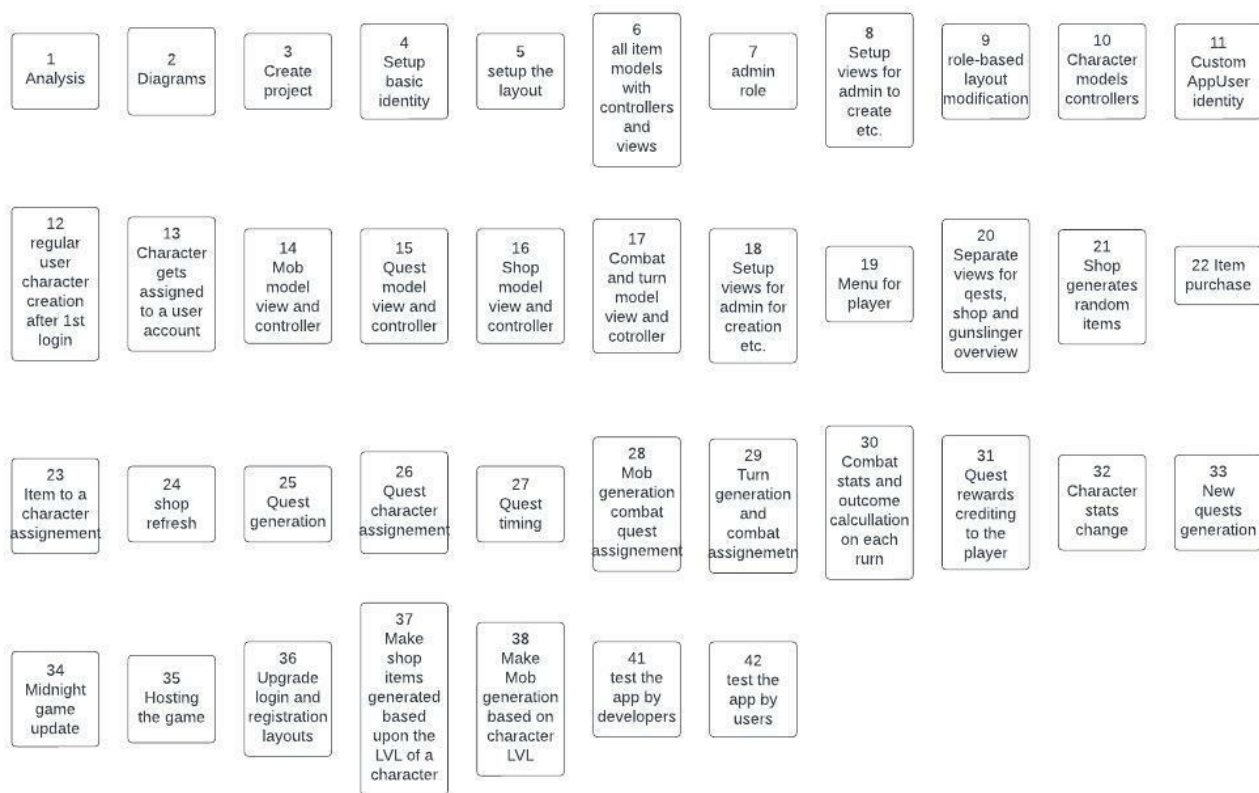 1
Analysis
2
Diagrams
3
Create
project
4
Setup
basic
identity
5
setup the
layout
6
all item
models
with
controllers
and
views
7
admin
role
8
Setup
views for
admin to
create
etc.
9
role-based
layout
modification
10
Character
models
controllers
11
Custom
AppUser
identity
12
regular
user
character
creation
after 1st
login
13
Character
gets
assigned
to a user
account
14
Mob
model
view and
controller
15
Quest
model
view and
controller
16
Shop
model
view and
controller
17
Combat
and turn
model
view and
cotroller
18
Setup
views for
admin for
creation
etc.
19
Menu for
player
20
Separate
views for
qests,
shop and
gunslinger
overview
21
Shop
generates
random
items
22 Item
purchase
23
Item to a
character
assignement
24
shop
refresh
25
Quest
generation
26
Quest
character
assignement
27
Quest
timing
28
Mob
generation
combat
quest
assignement
29
Turn
generation
and
combat
assignemetn
30
Combat
stats and
outcome
calcullation
on each
rurn
31
Quest
rewards
crediting
to the
player
32
Character
stats
change
33
New
quests
generation
34
Midnight
game
update
35
Hosting
the game
36
Upgrade
login and
registration
layouts
37
Make
shop
items
generated
based
upon the
LVL of a
character
38
Make
Mob
generation
based on
character
LVL
41
test the
app by
developers
42
test the
app by
users